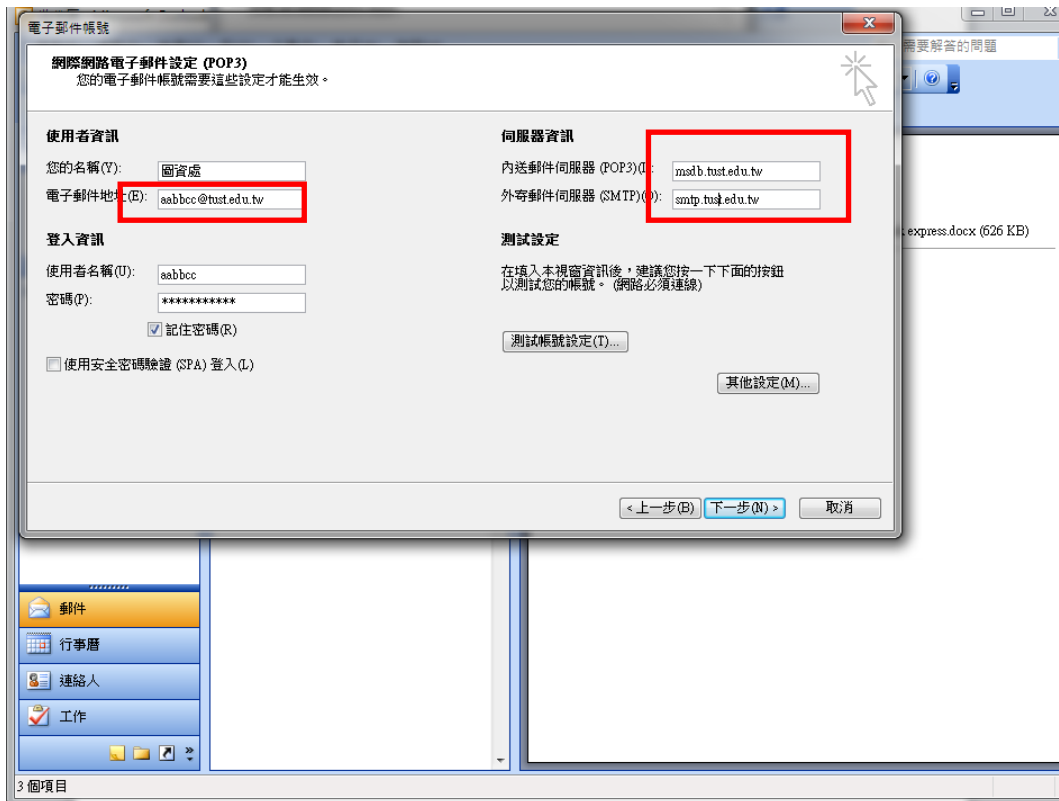 電子郵件帳號
需要解答的問題
網際網路電子郵件設定 (POP3)
您的電子郵件帳號需要這些設定才能生效。
使用者資訊
您的名稱(Y):
圖資處
電子郵件地址(E):
aabbcc@tust.edu.tw
伺服器資訊
內送郵件伺服器 (POP3)(I):
msdb.tust.edu.tw
外寄郵件伺服器 (SMTP)(O):
smtp.tust.edu.tw
登入資訊
使用者名稱(U):
aabbcc
密碼(P):
***********
記住密碼(R)
使用安全密碼驗證 (SPA) 登入(L)
測試設定
在填入本視窗資訊後，建議您按一下下面的按鈕
以測試您的帳號。 (網路必須連線)
測試帳號設定(T)...
其他設定(M)...
< 上一步(B)
下一步(N) >
取消
express.docx (626 KB)
郵件
行事曆
連絡人
工作
3 個項目